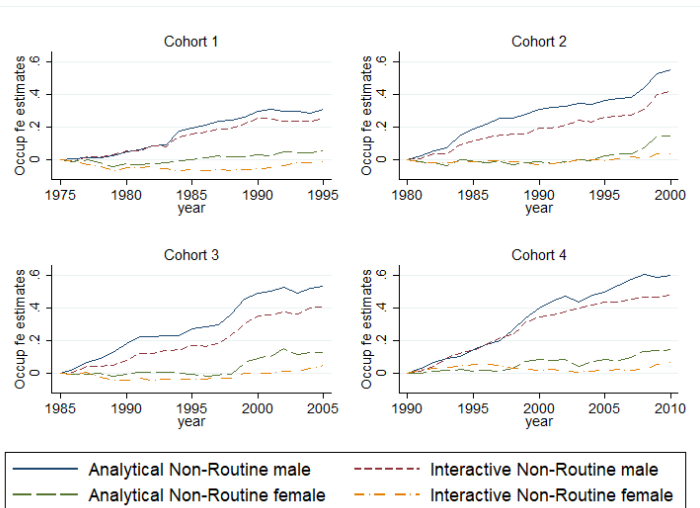 Cohort 1
Occup fe estimates
.6
.4
.2
0
1975 1980 1985 1990 1995
year
Cohort 2
Occup fe estimates
.6
.4
.2
0
1980 1985 1990 1995 2000
year
Cohort 3
Occup fe estimates
.6
.4
.2
0
1985 1990 1995 2000 2005
year
Cohort 4
Occup fe estimates
.6
.4
.2
0
1990 1995 2000 2005 2010
year
Analytical Non-Routine male
Interactive Non-Routine male
Analytical Non-Routine female
Interactive Non-Routine female